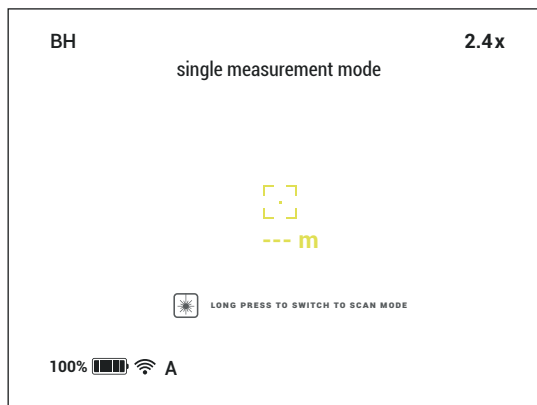 BH 2.4x
single measurement mode
--- m
LONG PRESS TO SWITCH TO SCAN MODE
100% A